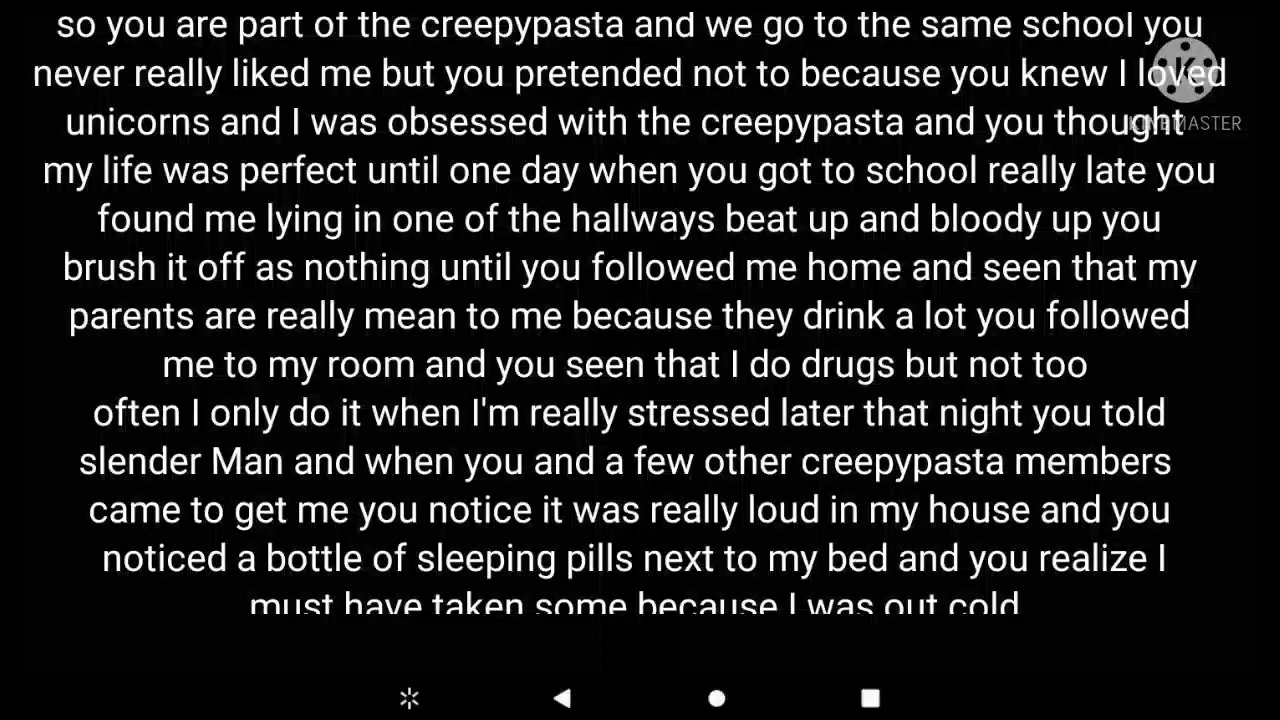 so you are part of the creepypasta and we go to the same school you
never really liked me but you pretended not to because you knew I loved
unicorns and I was obsessed with the creepypasta and you thought
KINEMASTER
my life was perfect until one day when you got to school really late you
found me lying in one of the hallways beat up and bloody up you
brush it off as nothing until you followed me home and seen that my
parents are really mean to me because they drink a lot you followed
me to my room and you seen that I do drugs but not too
often I only do it when I'm really stressed later that night you told
slender Man and when you and a few other creepypasta members
came to get me you notice it was really loud in my house and you
noticed a bottle of sleeping pills next to my bed and you realize I
must have taken some because I was out cold